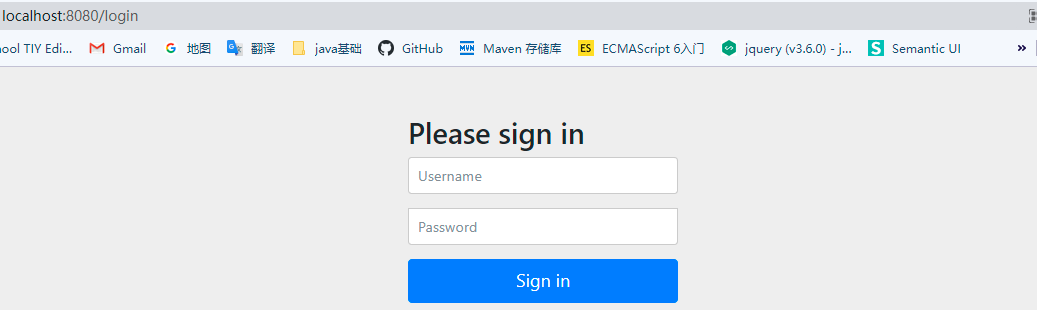 localhost:8080/login
ool TIY Edi... Gmail 地图 翻译 java基础 GitHub MVN Maven 存储库 ES ECMAScript 6入门 jquery (v3.6.0) - j... S Semantic UI »
Please sign in
Username
Password
Sign in